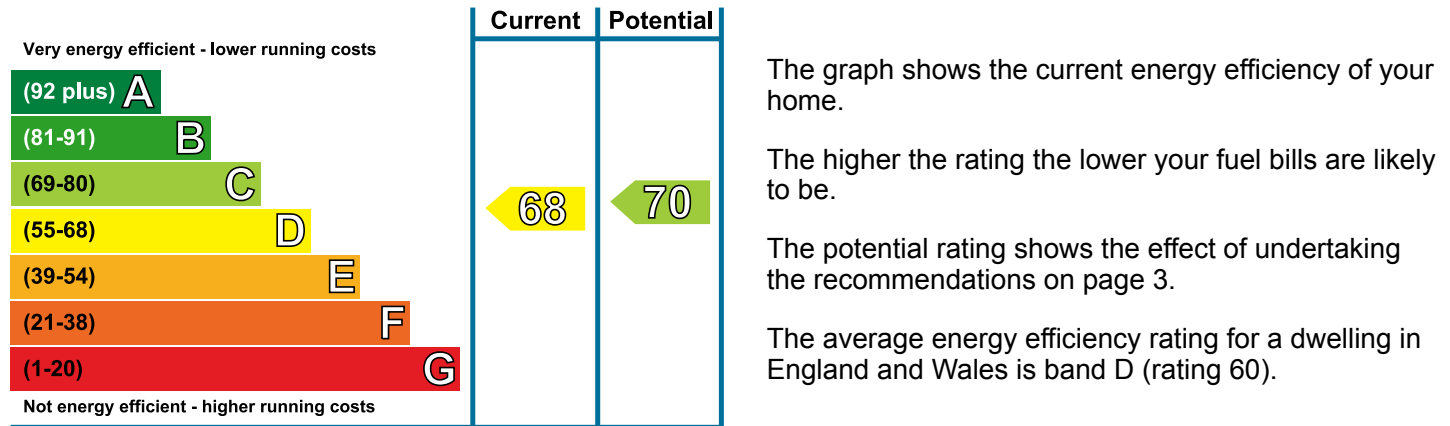 Current Potential
Very energy efficient - lower running costs
(92 plus) A
(81-91) B
(69-80) C
(55-68) D
(39-54) E
(21-38) F
(1-20) G
Not energy efficient - higher running costs
68
70
The graph shows the current energy efficiency of your
home.
The higher the rating the lower your fuel bills are likely
to be.
The potential rating shows the effect of undertaking
the recommendations on page 3.
The average energy efficiency rating for a dwelling in
England and Wales is band D (rating 60).